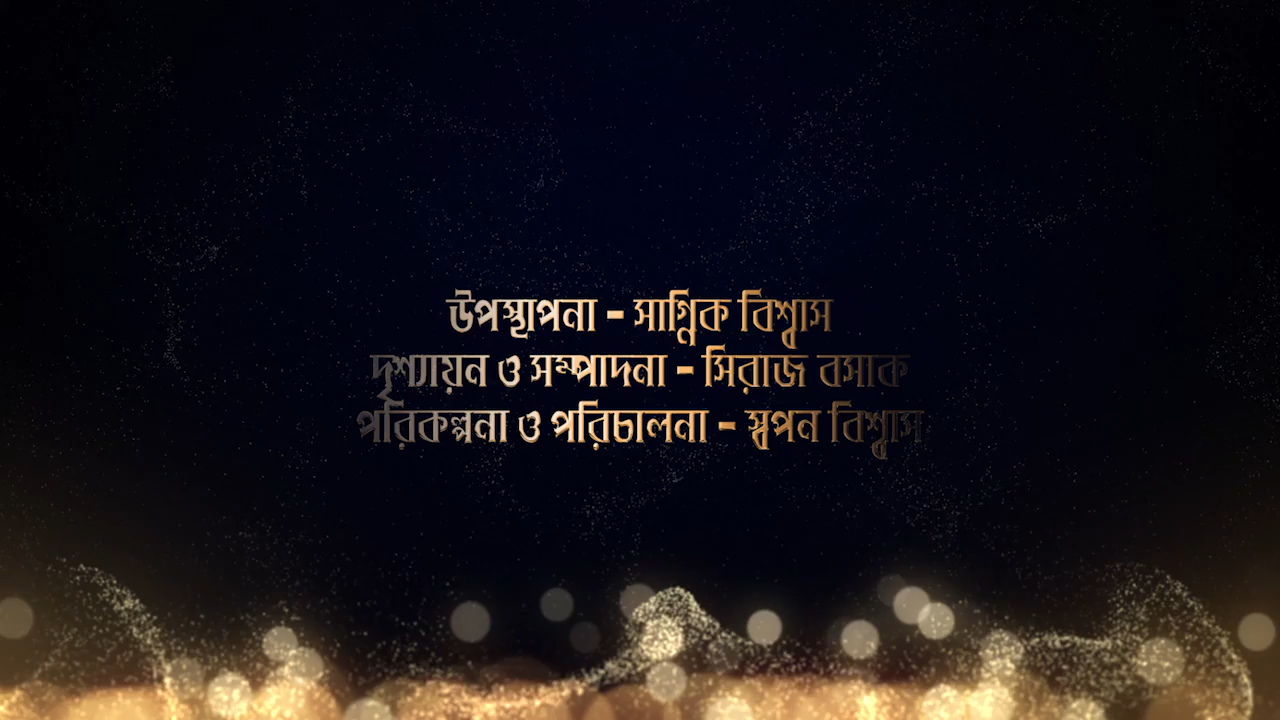 উপস্থাপনা - সাগ্নিক বিশ্বাস
দৃশ্যায়ন ও সম্পাদনা - সিরাজ বসাক
পরিকল্পনা ও পরিচালনা - স্বপন বিশ্বাস